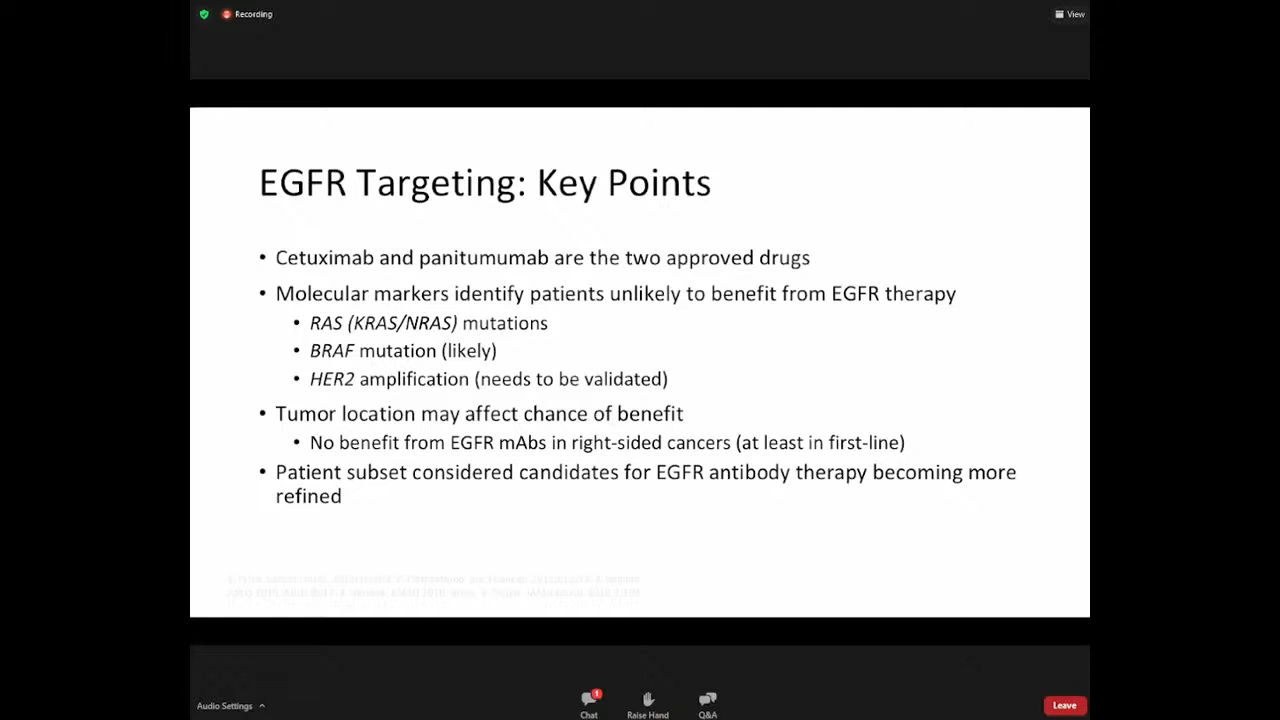 Recording
View
EGFR Targeting: Key Points
• Cetuximab and panitumumab are the two approved drugs
• Molecular markers identify patients unlikely to benefit from EGFR therapy
• RAS (KRAS/NRAS) mutations
• BRAF mutation (likely)
• HER2 amplification (needs to be validated)
• Tumor location may affect chance of benefit
• No benefit from EGFR mAbs in right-sided cancers (at least in first-line)
• Patient subset considered candidates for EGFR antibody therapy becoming more
refined
Audio Settings
1
Chat
Raise Hand
Q&A
Leave